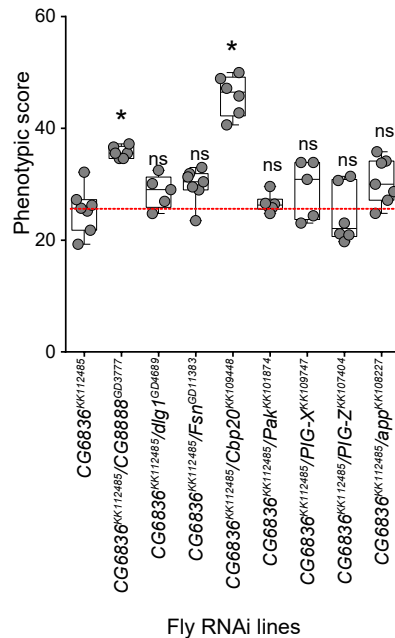 60
40
20
0
Phenotypic score
*
ns
ns
*
ns
ns
ns
ns
CG6836KK112485
CG6836KK112485/CG8888GD3777
CG6836KK112485/dlg1GD4689
CG6836KK112485/FsnGD11383
CG6836KK112485/Cbp20KK109448
CG6836KK112485/PakKK101874
CG6836KK112485/PIG-XKK109747
CG6836KK112485/PIG-ZKK107404
CG6836KK112485/appKK108227
Fly RNAi lines